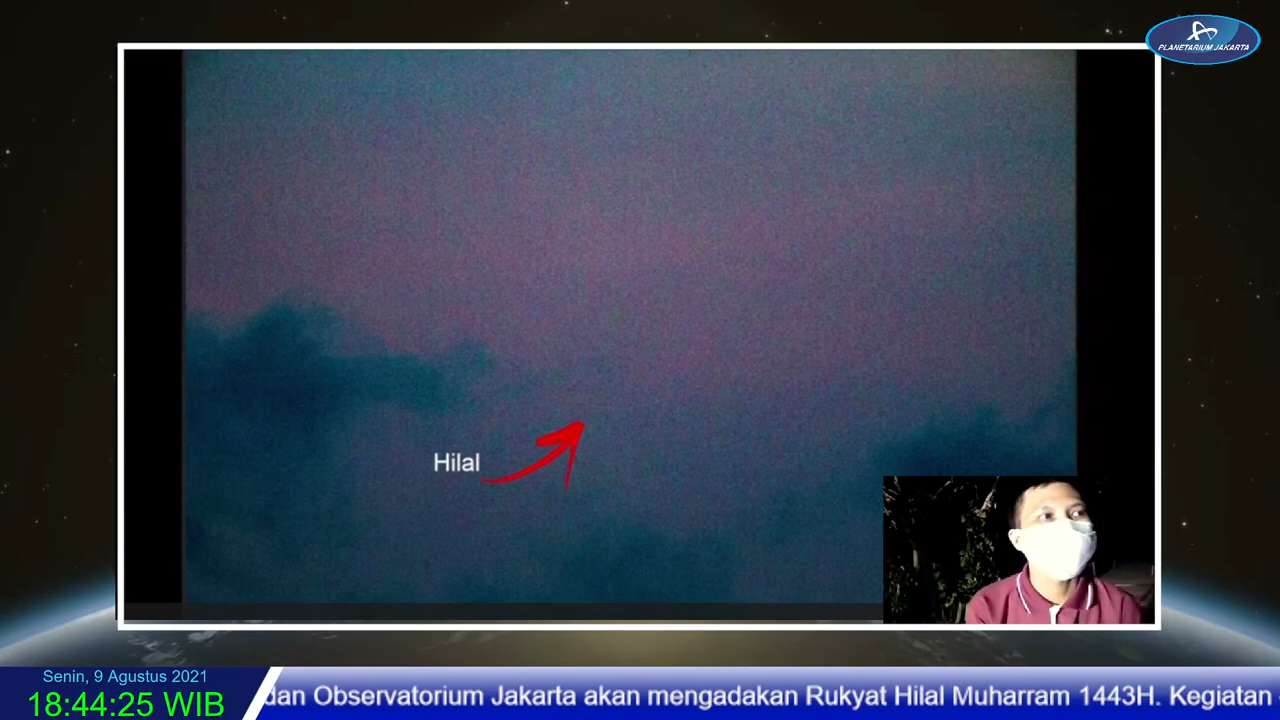 PLANETARIUM JAKARTA
Hilal
Senin, 9 Agustus 2021
18:44:25 WIB
dan Observatorium Jakarta akan mengadakan Rukyat Hilal Muharram 1443H. Kegiatan